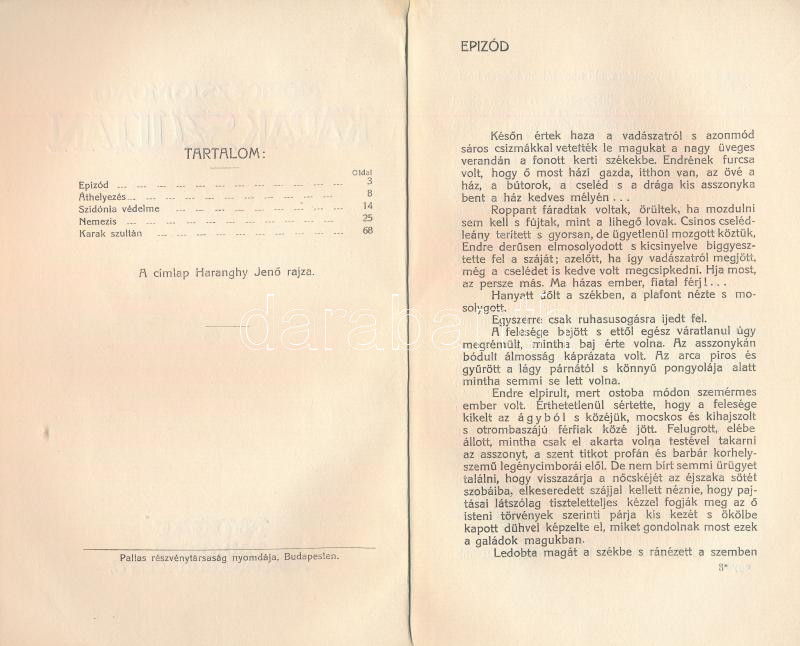 TARTALOM:
Oldal
Epizód 3
Áthelyezés 8
Szidónia védelme 14
Nemezis 25
Karak szultán 68
A címlap Haranghy Jenő rajza.
Pallas részvénytársaság nyomdája, Budapesten.
EPIZÓD
Későn értek haza a vadászatról s azonmód
sáros csizmákkal vetették le magukat a nagy üveges
verandán a fonott kerti székekbe. Endrének furcsa
volt, hogy ő most házi gazda, itthon van, az övé a
ház, a bútorok, a cseléd s a drága kis asszonyka
bent a ház kedves mélyén . . .
Roppant fáradtak voltak, örültek, ha mozdulni
sem kell s fújtak, mint a lihegő lovak. Csinos cseléd-
leány terített s gyorsan, de ügyetlenül mozgott köztük,
Endre derűsen elmosolyodott s kicsinyelve biggyesz-
tette fel a száját; azelőtt, ha így vadászatról megjött,
még a cselédet is kedve volt megcsipkedni. Hja most,
az persze más. Ma házas ember, fiatal férj! . . .
Hanyatt dőlt a székben, a plafont nézte s mo-
solygott.
Egyszerre csak ruhasusogásra ijedt fel.
A felesége bejött s ettől egész váratlanul úgy
megrémült, mintha baj érte volna. Az asszonykán
bódult álmosság káprázata volt. Az arca piros és
gyűrött a lágy párnától s könnyű pongyolája alatt
mintha semmi se lett volna.
Endre elpirult, mert ostoba módon szemérmes
ember volt. Érthetetlenül sértette, hogy a felesége
kikelt az ágyból s közéjük, mocskos és kihajszolt
s otrombaszájú férfiak közé jött. Felugrott, elébe
állott, mintha csak el akarta volna testével takarni
az asszonyt, a szent titkot profán és barbár korhely-
szemű legénycimborái elől. De nem bírt semmi ürügyet
találni, hogy visszazárja a nőcskéjét az éjszaka sötét
szobáiba, elkeseredett szájjal kellett néznie, hogy paj-
tásai látszólag tiszteletteljes kézzel fogják meg az ő
isteni törvények szerinti párja kis kezét s ökölbe
kapott dühvel képzelte el, miket gondolnak most ezek
a galádok magukban.
Ledobta magát a székbe s ránézett a szemben
3*
darabanth